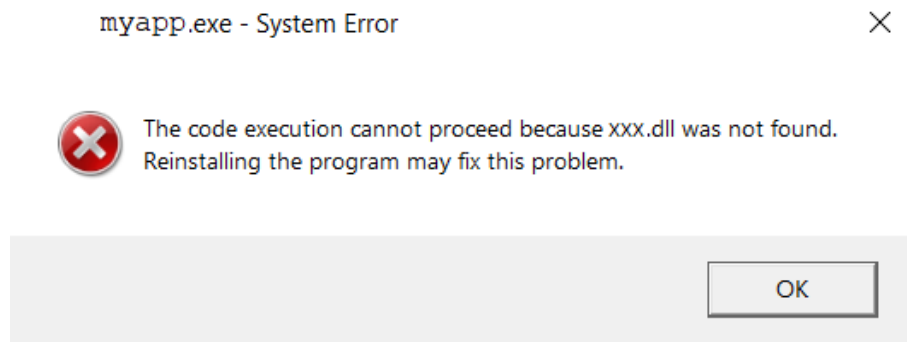 myapp.exe - System Error
The code execution cannot proceed because XXX.dll was not found.
Reinstalling the program may fix this problem.
OK